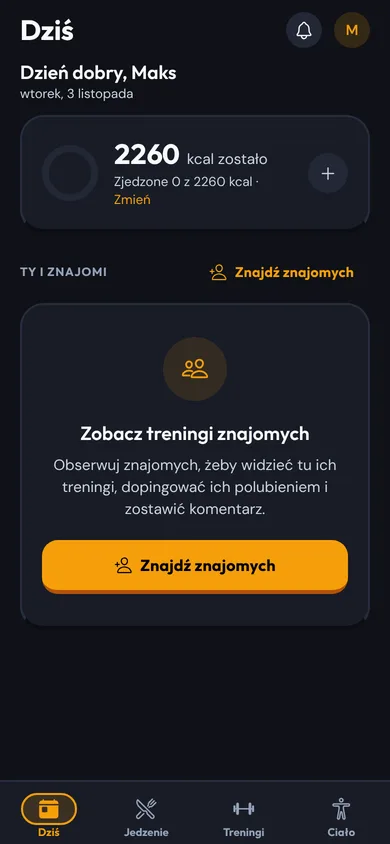 Dziś
M
Dzień dobry, Maks
wtorek, 3 listopada
2260 kcal zostało
Zjedzone 0 z 2260 kcal ·
Zmień
TY I ZNAJOMI
Znajdź znajomych
Zobacz treningi znajomych
Obserwuj znajomych, żeby widzieć tu ich
treningi, dopingować ich polubieniem i
zostawić komentarz.
Znajdź znajomych
Dziś
Jedzenie
Treningi
Ciało